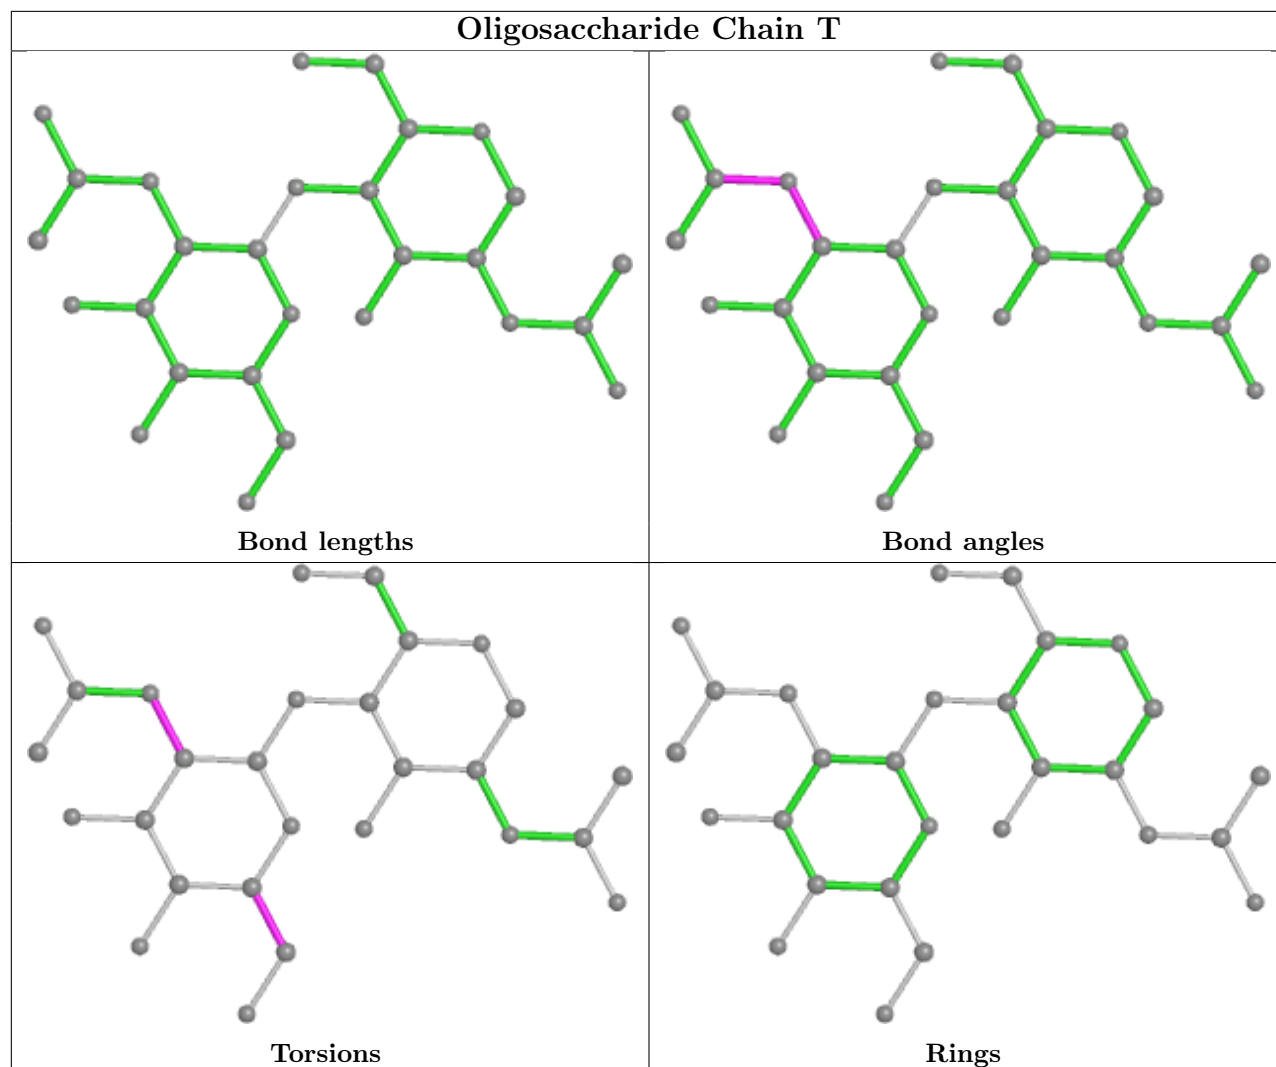 Oligosaccharide Chain T
Bond lengths
Bond angles
Torsions
Rings